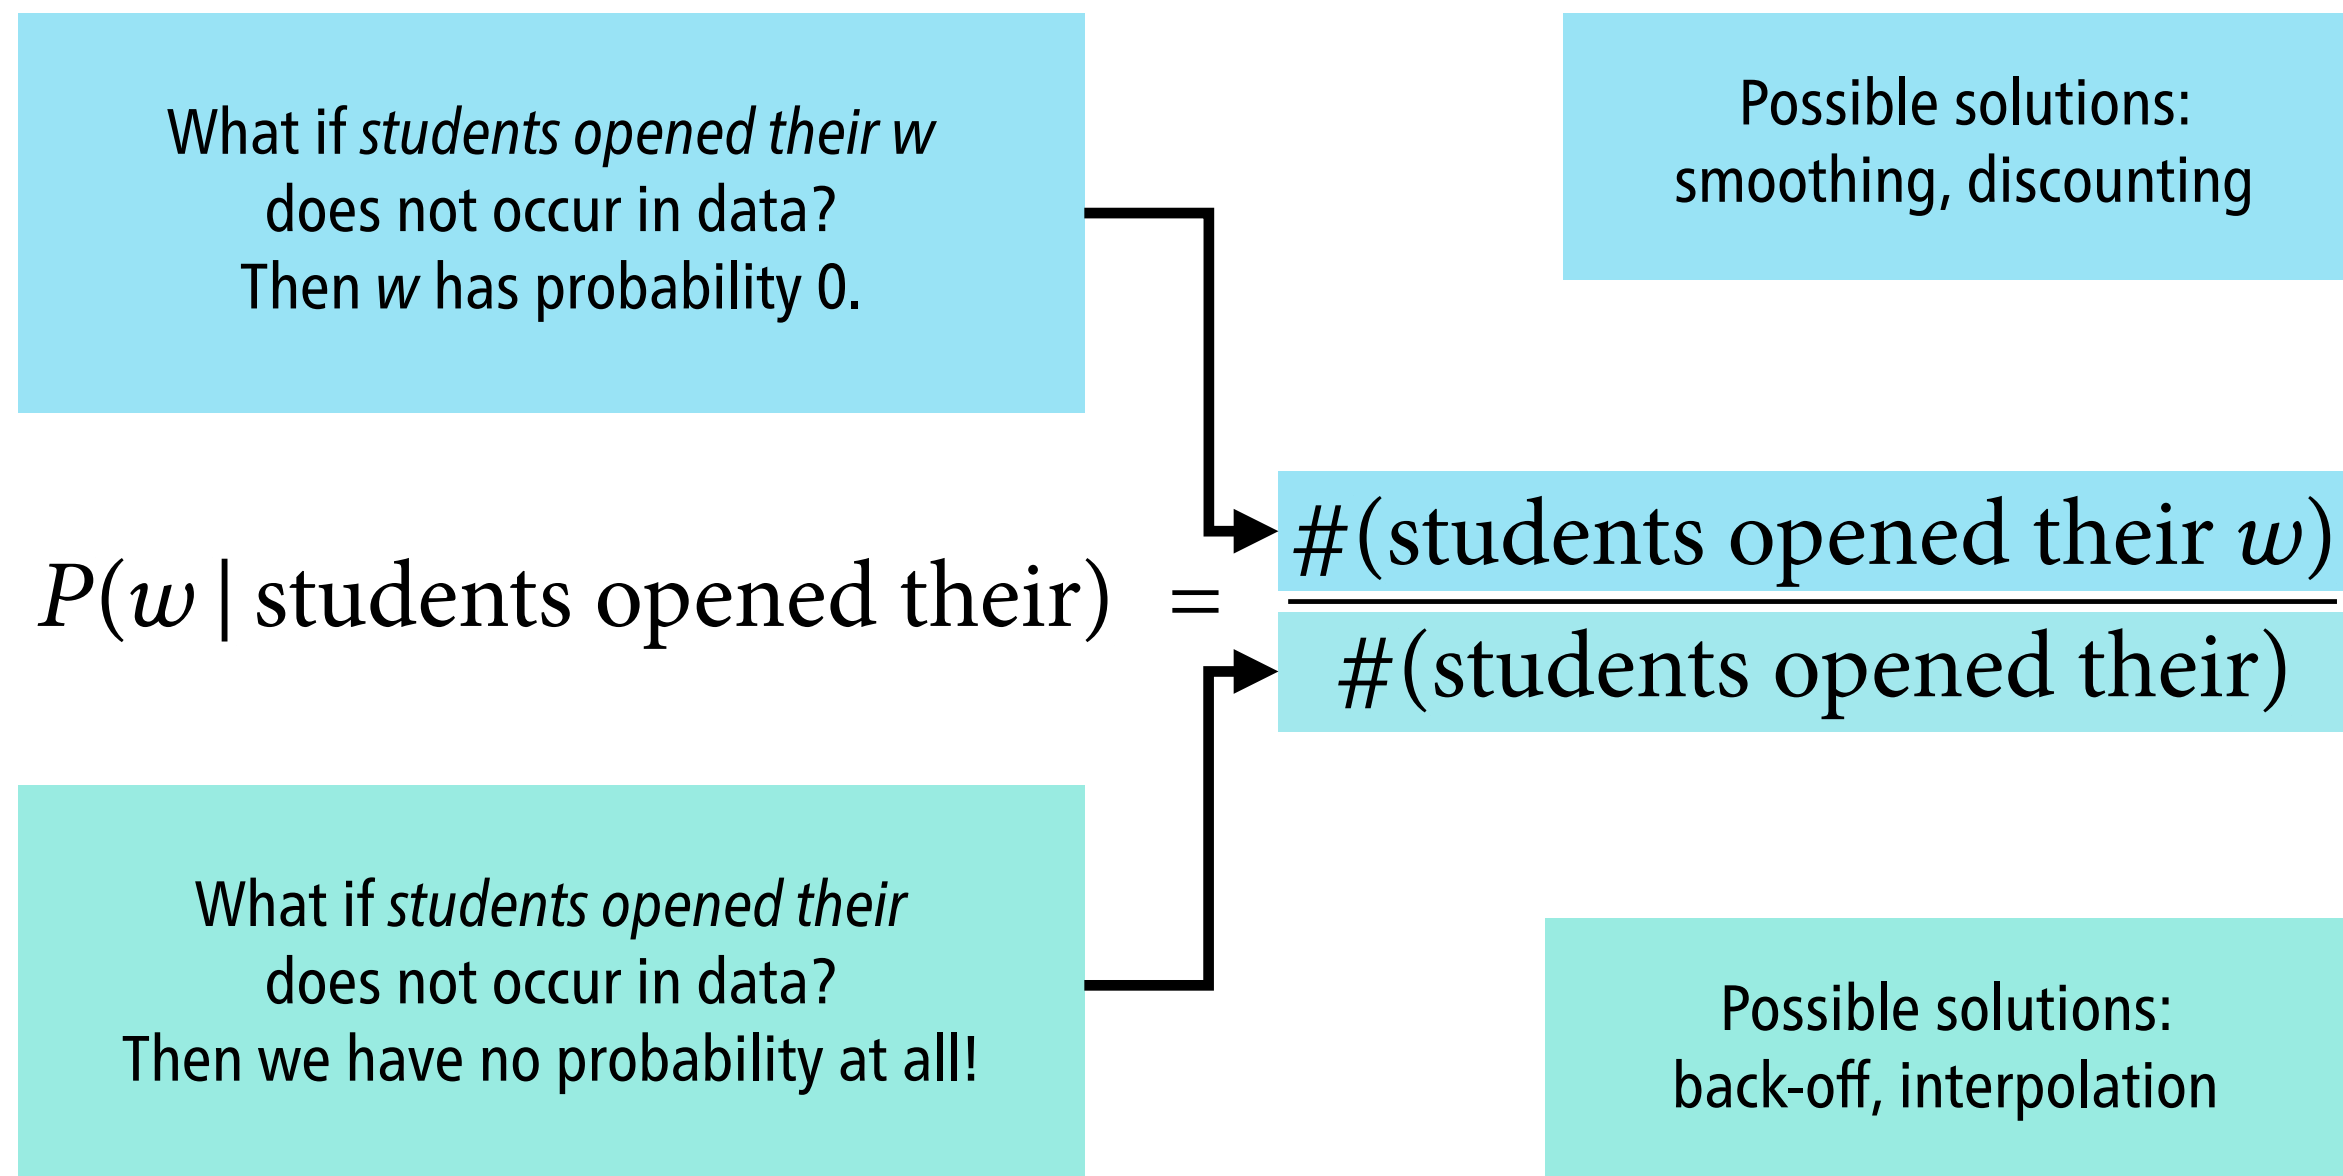 What if students opened their w
does not occur in data?
Then w has probability 0.
Possible solutions:
smoothing, discounting
P(w | students opened their) =
#(students opened their w)
#(students opened their)
What if students opened their
does not occur in data?
Then we have no probability at all!
Possible solutions:
back-off, interpolation